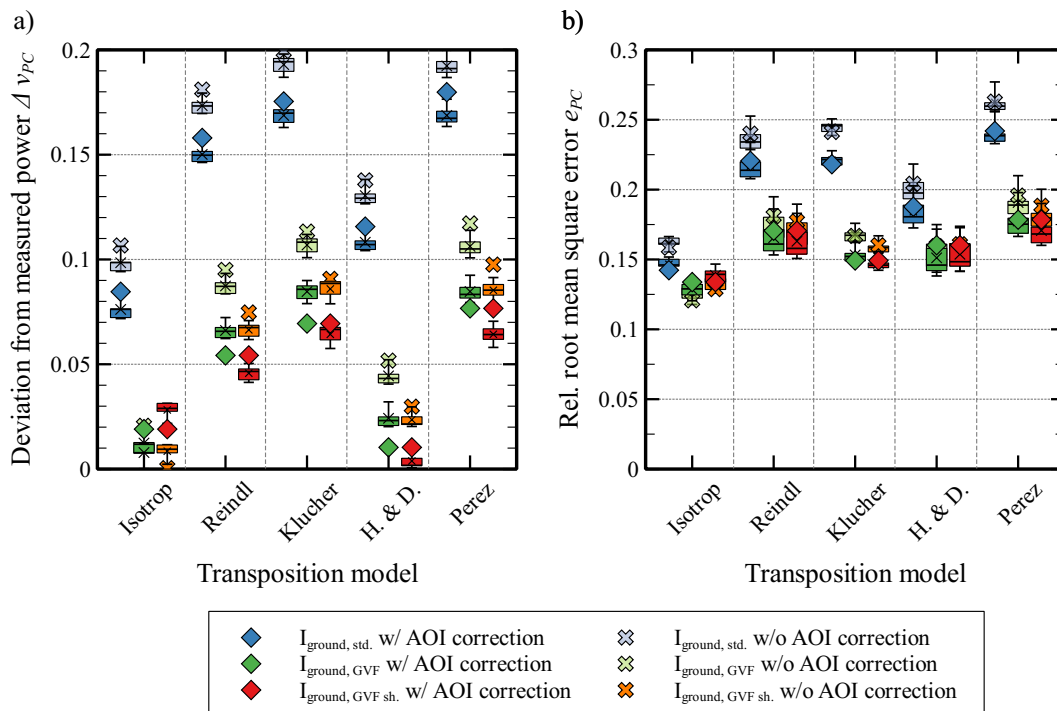 a)
Deviation from measured power Δ ν_PC
0.2
0.15
0.1
0.05
0
Isotrop
Reindl
Klucher
H. & D.
Perez
Transposition model
b)
Rel. root mean square error e_PC
0.3
0.25
0.2
0.15
0.1
0.05
0
Isotrop
Reindl
Klucher
H. & D.
Perez
Transposition model
I_ground, std. w/ AOI correction
I_ground, std. w/o AOI correction
I_ground, GVF w/ AOI correction
I_ground, GVF w/o AOI correction
I_ground, GVF sh. w/ AOI correction
I_ground, GVF sh. w/o AOI correction